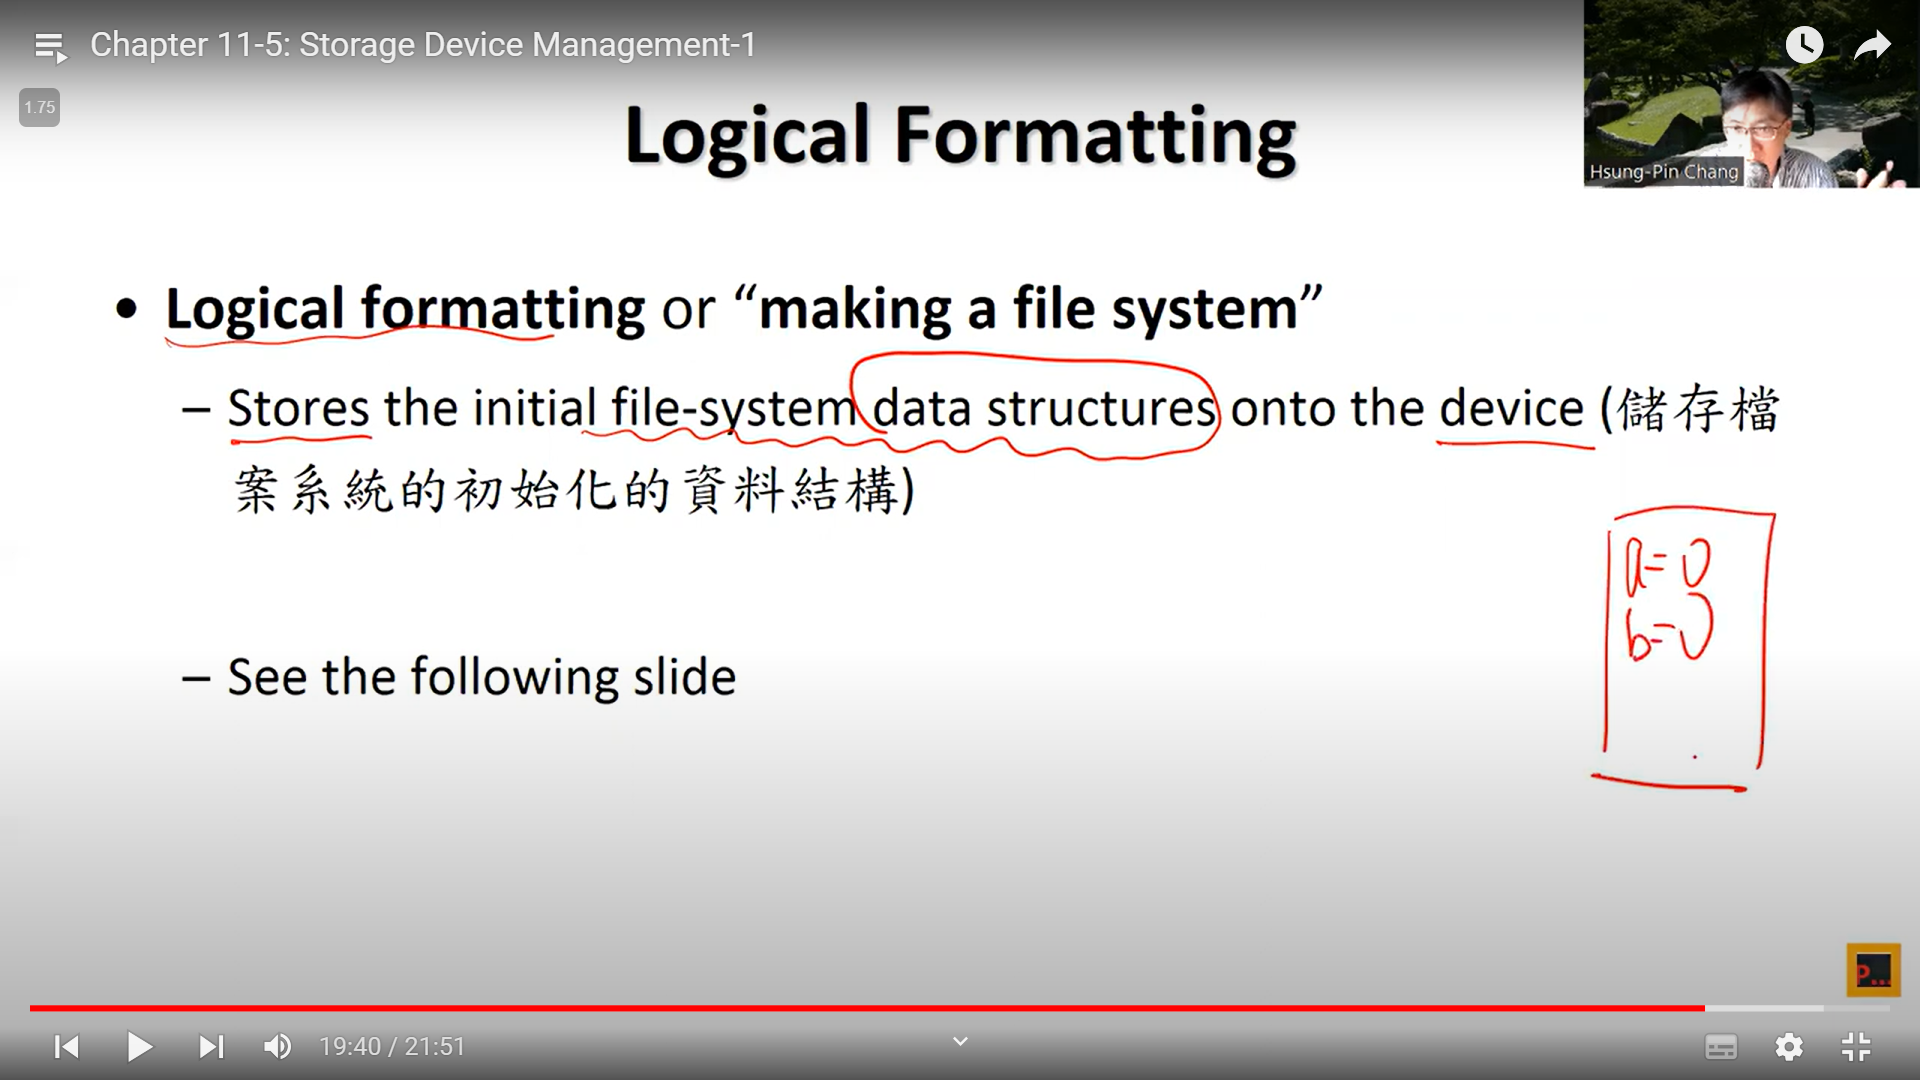 Chapter 11-5: Storage Device Management-1
1.75
Hsung-Pin Chang
Logical Formatting
• Logical formatting or “making a file system”
– Stores the initial file-system data structures onto the device (儲存檔
案系統的初始化的資料結構)
a=0
b=0
– See the following slide
P...
19:40 / 21:51